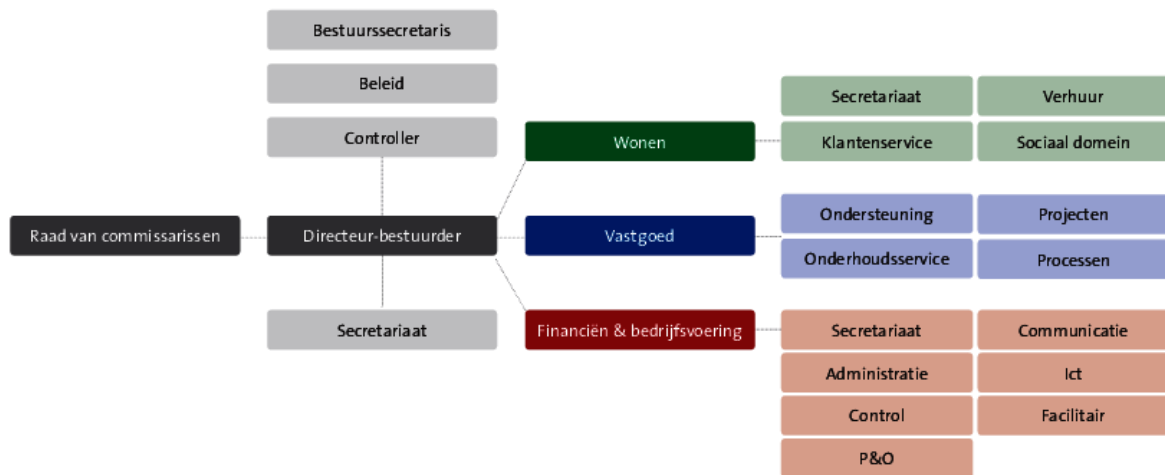 Bestuurssecretaris
Beleid
Controller
Raad van commissarissen
Directeur-bestuurder
Secretariaat
Wonen
Secretariaat
Verhuur
Klantenservice
Sociaal domein
Vastgoed
Ondersteuning
Projecten
Onderhoudsservice
Processen
Financiën & bedrijfsvoering
Secretariaat
Communicatie
Administratie
Ict
Control
Facilitair
P&O